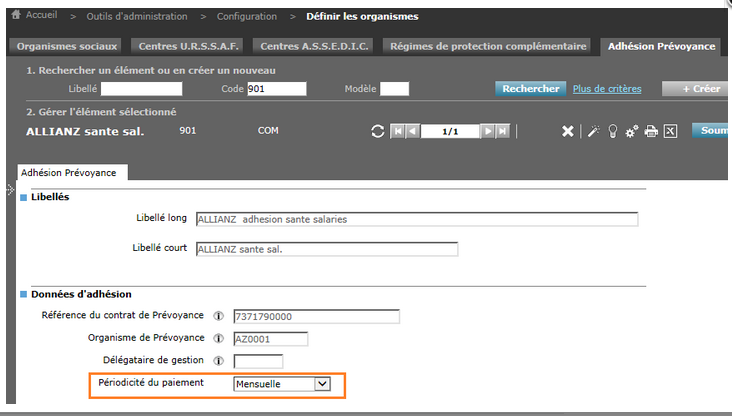 Accueil > Outils d'administration > Configuration > Définir les organismes
Organismes sociaux Centres U.R.S.S.A.F. Centres A.S.S.E.D.I.C. Régimes de protection complémentaire Adhésion Prévoyance
1. Rechercher un élément ou en créer un nouveau
Libellé Code 901 Modèle Rechercher Plus de critères + Créer
2. Gérer l'élément sélectionné
ALLIANZ sante sal. 901 COM 1/1 Soum
Adhésion Prévoyance
Libellés
Libellé long ALLIANZ adhesion sante salaries
Libellé court ALLIANZ sante sal.
Données d'adhésion
Référence du contrat de Prévoyance 7371790000
Organisme de Prévoyance AZ0001
Délégataire de gestion
Périodicité du paiement Mensuelle